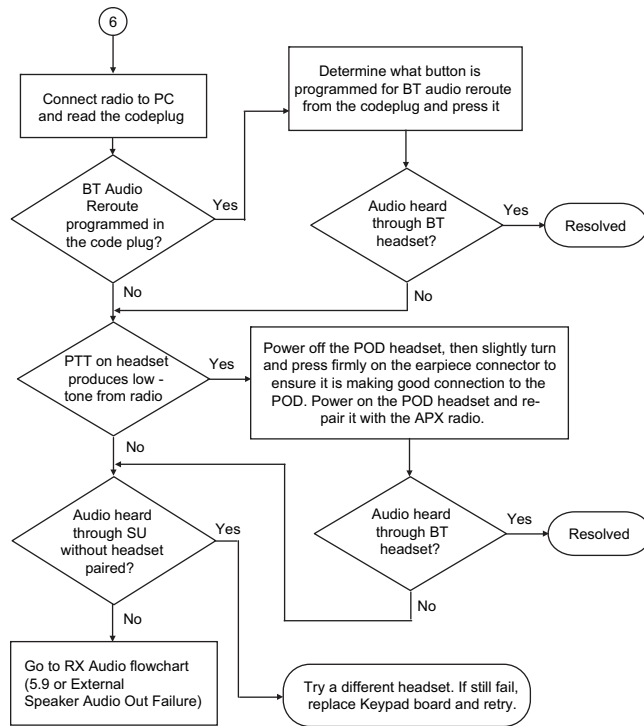 6
Connect radio to PC
and read the codeplug
Determine what button is
programmed for BT audio reroute
from the codeplug and press it
BT Audio
Reroute
programmed in
the code plug?
Yes
No
Audio heard
through BT
headset?
Yes
Resolved
No
PTT on headset
produces low -
tone from radio
Yes
No
Power off the POD headset, then slightly turn
and press firmly on the earpiece connector to
ensure it is making good connection to the
POD. Power on the POD headset and re-
pair it with the APX radio.
Audio heard
through SU
without headset
paired?
Yes
No
Audio heard
through BT
headset?
Yes
Resolved
No
Go to RX Audio flowchart
(5.9 or External
Speaker Audio Out Failure)
Try a different headset. If still fail,
replace Keypad board and retry.